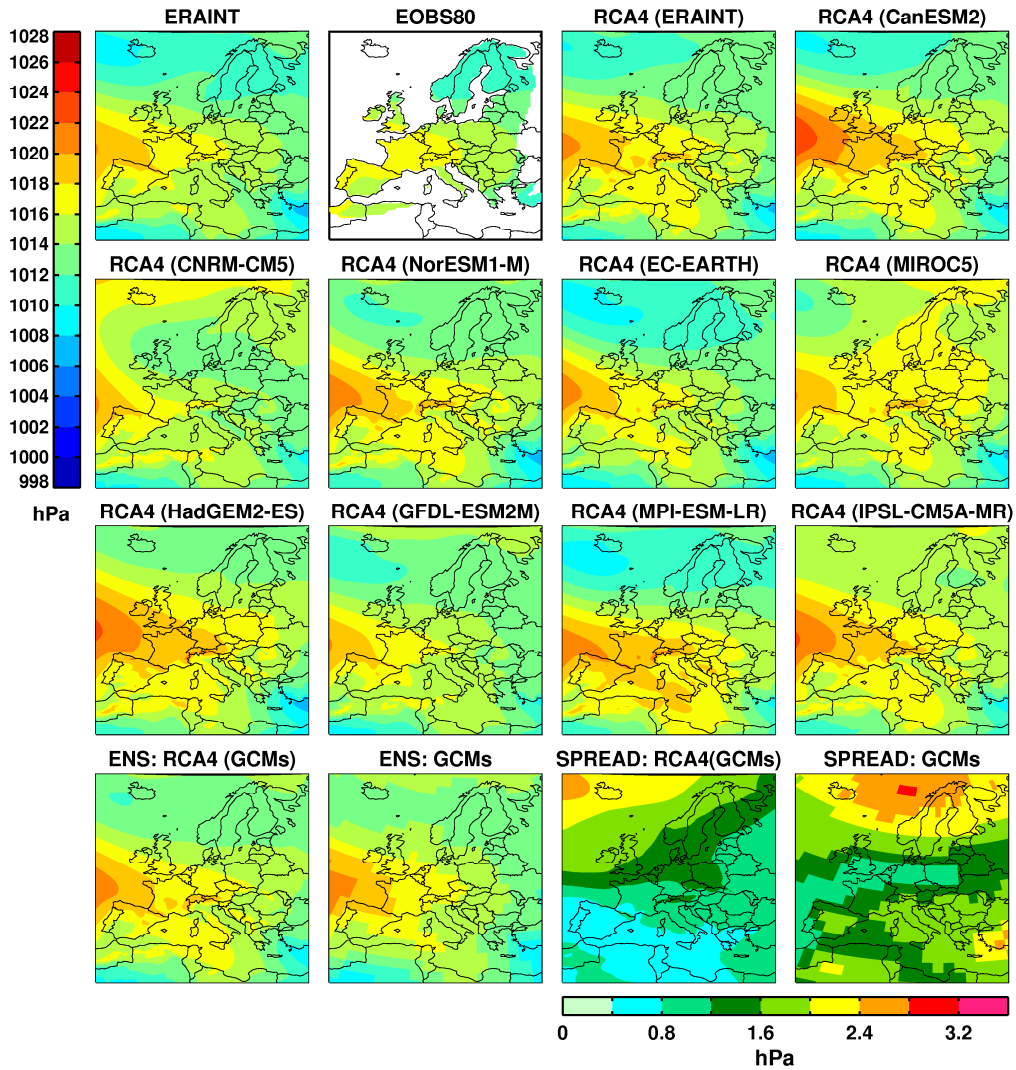 ERAINT
EOBS80
RCA4 (ERAINT)
RCA4 (CanESM2)
1028
1026
1024
1022
1020
1018
1016
1014
1012
1010
1008
1006
1004
1002
1000
998
hPa
RCA4 (CNRM-CM5)
RCA4 (NorESM1-M)
RCA4 (EC-EARTH)
RCA4 (MIROC5)
RCA4 (HadGEM2-ES)
RCA4 (GFDL-ESM2M)
RCA4 (MPI-ESM-LR)
RCA4 (IPSL-CM5A-MR)
ENS: RCA4 (GCMs)
ENS: GCMs
SPREAD: RCA4(GCMs)
SPREAD: GCMs
0 0.8 1.6 2.4 3.2
hPa